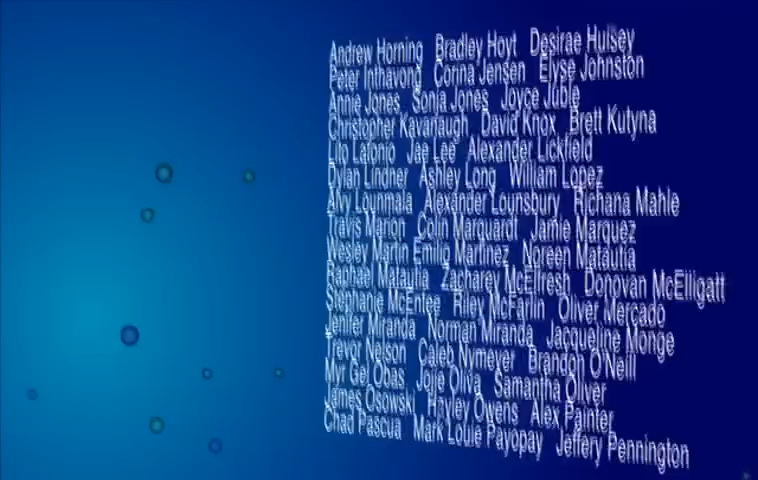 Andrew Horning Bradley Hoyt Desirae Hulsey
Peter Inthavong Corina Jensen Elyse Johnston
Annie Jones Sonja Jones Joyce Juble
Christopher Kavanaugh David Knox Brett Kutyna
Lito Latonio Jae Lee Alexander Lickfield
Dylan Lindner Ashley Long William Lopez
Alvy Lounmala Alexander Lounsbury Richana Mahle
Travis Marion Colin Marquardt Jamie Marquez
Wesley Martin Emilio Martinez Noreen Matautia
Raphael Matautia Zacharey McElfresh Donovan McElligatt
Stephanie McEntee Riley McFarlin Oliver Mercado
Jenifer Miranda Norman Miranda Jacqueline Monge
Trevor Nelson Caleb Nymeyer Brandon O'Neill
Myr Gel Obas Jojie Oliva Samantha Oliver
James Osowski Hayley Owens Alex Painter
Chad Pascua Mark Louie Payopay Jeffery Pennington